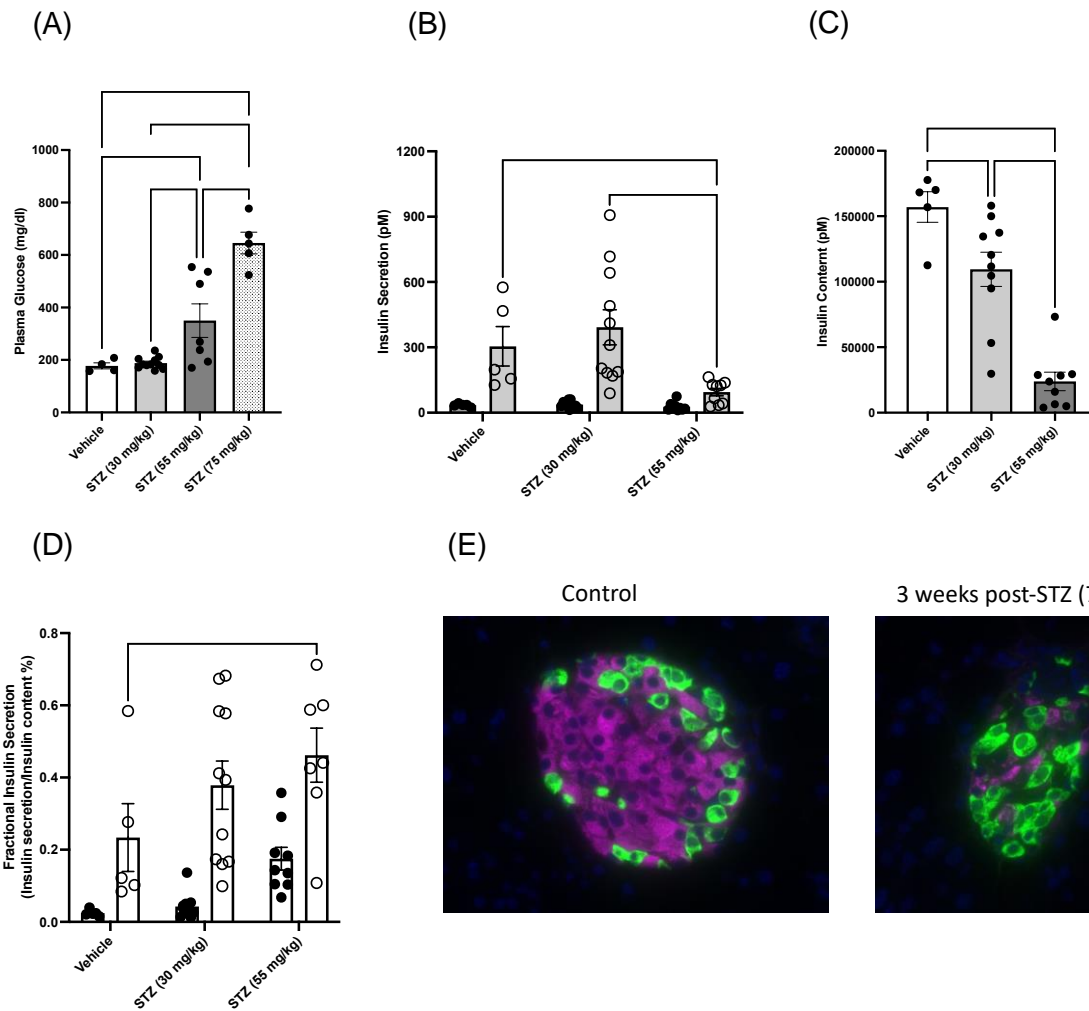 (A)
(B)
(C)
Plasma Glucose (mg/dl)
1000
800
600
400
200
0
Vehicle
STZ (30 mg/kg)
STZ (55 mg/kg)
STZ (75 mg/kg)
Insulin Secretion (pM)
1200
900
600
300
0
Vehicle
STZ (30 mg/kg)
STZ (55 mg/kg)
Insulin Conternt (pM)
200000
150000
100000
50000
0
Vehicle
STZ (30 mg/kg)
STZ (55 mg/kg)
(D)
(E)
Fractional Insulin Secretion
(Insulin secretion/Insulin content %)
0.8
0.6
0.4
0.2
0.0
Vehicle
STZ (30 mg/kg)
STZ (55 mg/kg)
Control
3 weeks post-STZ (7